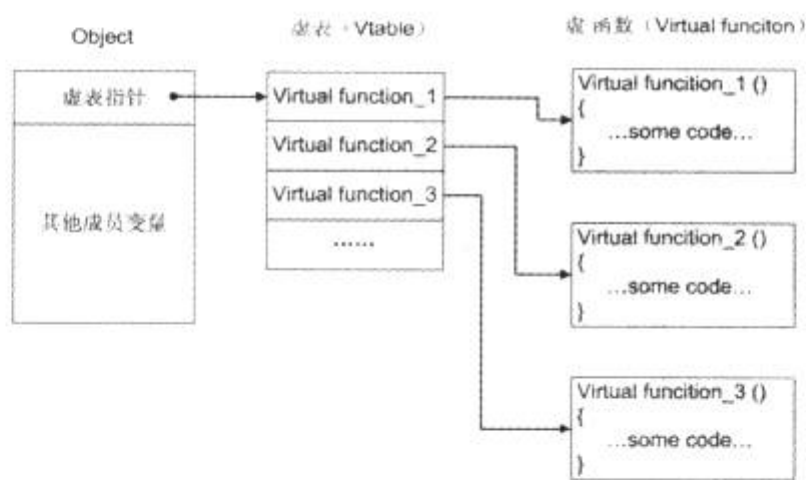 Object
虚表（Vtable）
虚 函数（Virtual funciton）
虚表指针
其他成员变量
Virtual function_1
Virtual function_2
Virtual function_3
......
Virtual funcition_1 ()
{
...some code...
}
Virtual funcition_2 ()
{
...some code...
}
Virtual funcition_3 ()
{
...some code...
}